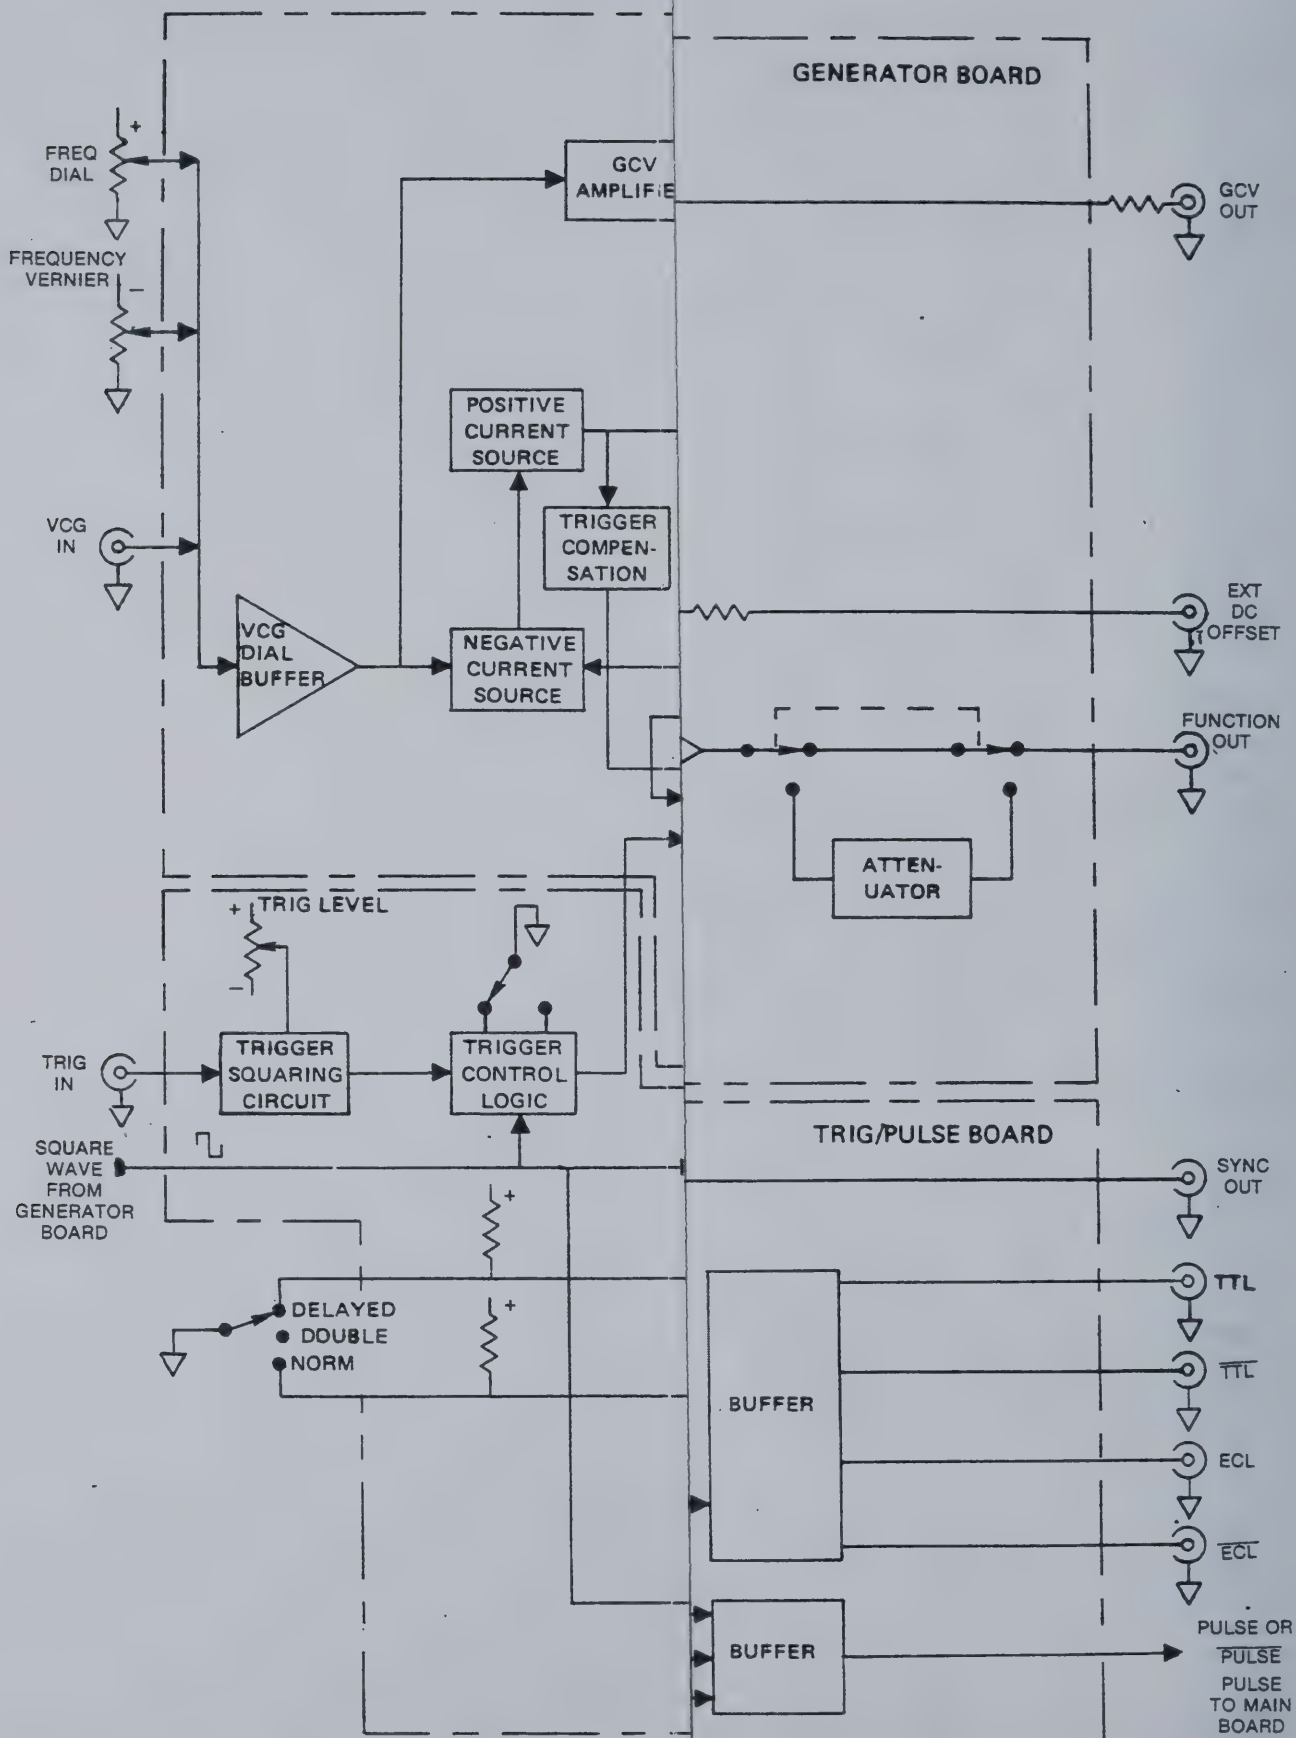 GENERATOR BOARD
+
FREQ
DIAL
GCV
AMPLIFIE
GCV
OUT
FREQUENCY
VERNIER
−
POSITIVE
CURRENT
SOURCE
VCG
IN
TRIGGER
COMPEN-
SATION
EXT
DC
OFFSET
VCG
DIAL
BUFFER
NEGATIVE
CURRENT
SOURCE
FUNCTION
OUT
ATTEN-
UATOR
+
TRIG LEVEL
−
TRIG
IN
TRIGGER
SQUARING
CIRCUIT
TRIGGER
CONTROL
LOGIC
TRIG/PULSE BOARD
SQUARE
WAVE
FROM
GENERATOR
BOARD
SYNC
OUT
+
TTL
DELAYED
DOUBLE
NORM
+
T̅T̅L̅
BUFFER
ECL
E̅C̅L̅
BUFFER
PULSE OR
P̅U̅L̅S̅E̅
PULSE
TO MAIN
BOARD